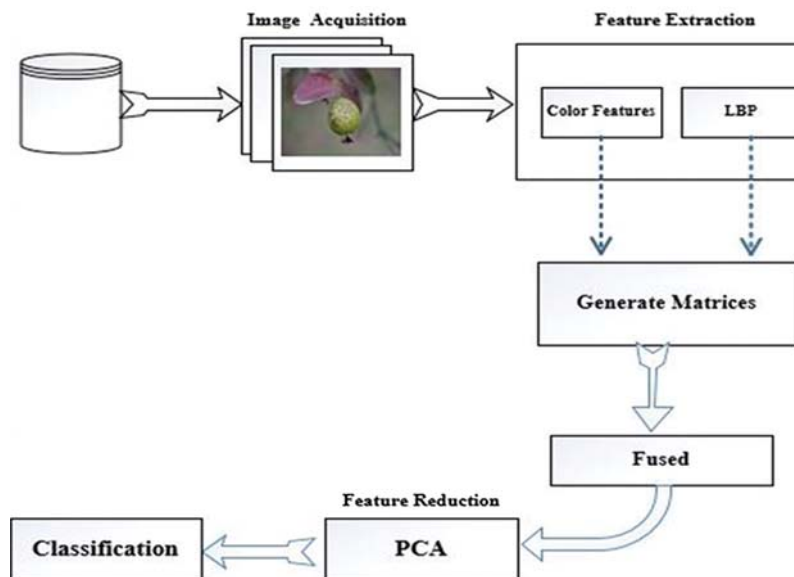 Image Acquisition
Feature Extraction
Color Features
LBP
Generate Matrices
Fused
Feature Reduction
PCA
Classification